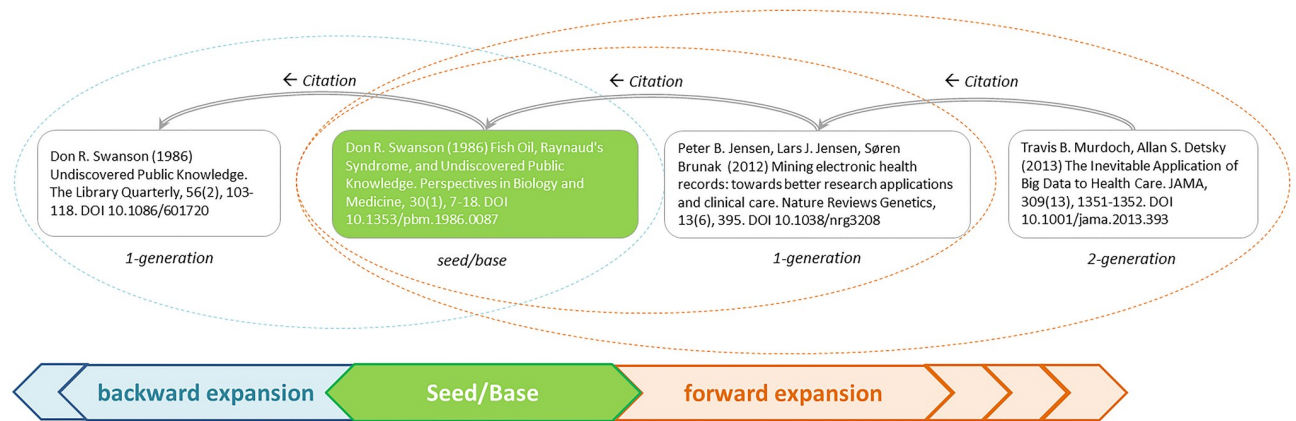 ← Citation
← Citation
← Citation
Don R. Swanson (1986)
Undiscovered Public Knowledge.
The Library Quarterly, 56(2), 103-
118. DOI 10.1086/601720
1-generation
Don R. Swanson (1986) Fish Oil, Raynaud's
Syndrome, and Undiscovered Public
Knowledge. Perspectives in Biology and
Medicine, 30(1), 7-18. DOI
10.1353/pbm.1986.0087
seed/base
Peter B. Jensen, Lars J. Jensen, Søren
Brunak (2012) Mining electronic health
records: towards better research applications
and clinical care. Nature Reviews Genetics,
13(6), 395. DOI 10.1038/nrg3208
1-generation
Travis B. Murdoch, Allan S. Detsky
(2013) The Inevitable Application of
Big Data to Health Care. JAMA,
309(13), 1351-1352. DOI
10.1001/jama.2013.393
2-generation
backward expansion
Seed/Base
forward expansion